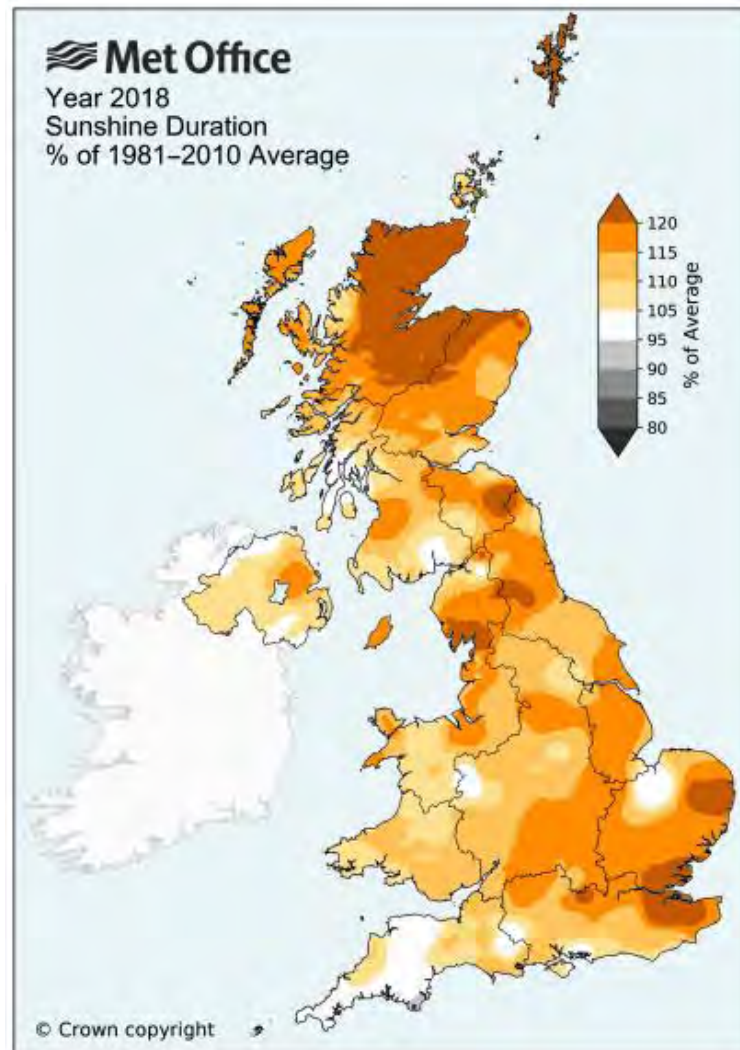 Met Office
Year 2018
Sunshine Duration
% of 1981–2010 Average
120
115
110
105
95
90
85
80
% of Average
© Crown copyright